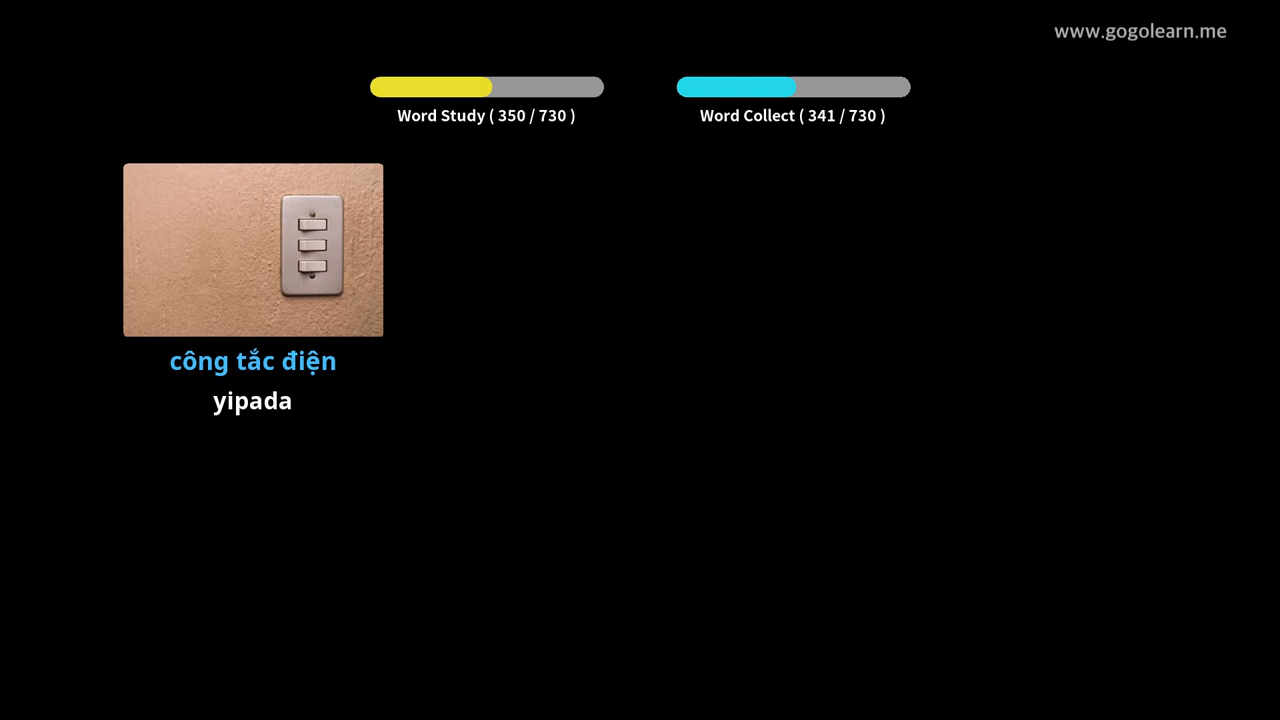 www.gogolearn.me
Word Study ( 350 / 730 )
Word Collect ( 341 / 730 )
công tắc điện
yipada